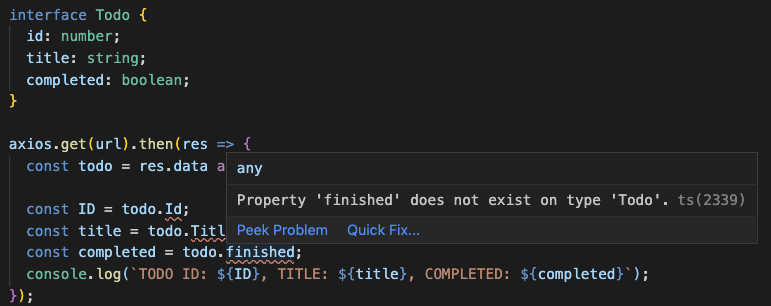 interface Todo {
  id: number;
  title: string;
  completed: boolean;
}
axios.get(url).then(res => {
  const todo = res.data a
any
Property 'finished' does not exist on type 'Todo'. ts(2339)
Peek Problem Quick Fix...
  const ID = todo.Id;
  const title = todo.Titl
  const completed = todo.finished;
  console.log(`TODO ID: ${ID}, TITLE: ${title}, COMPLETED: ${completed}`);
});